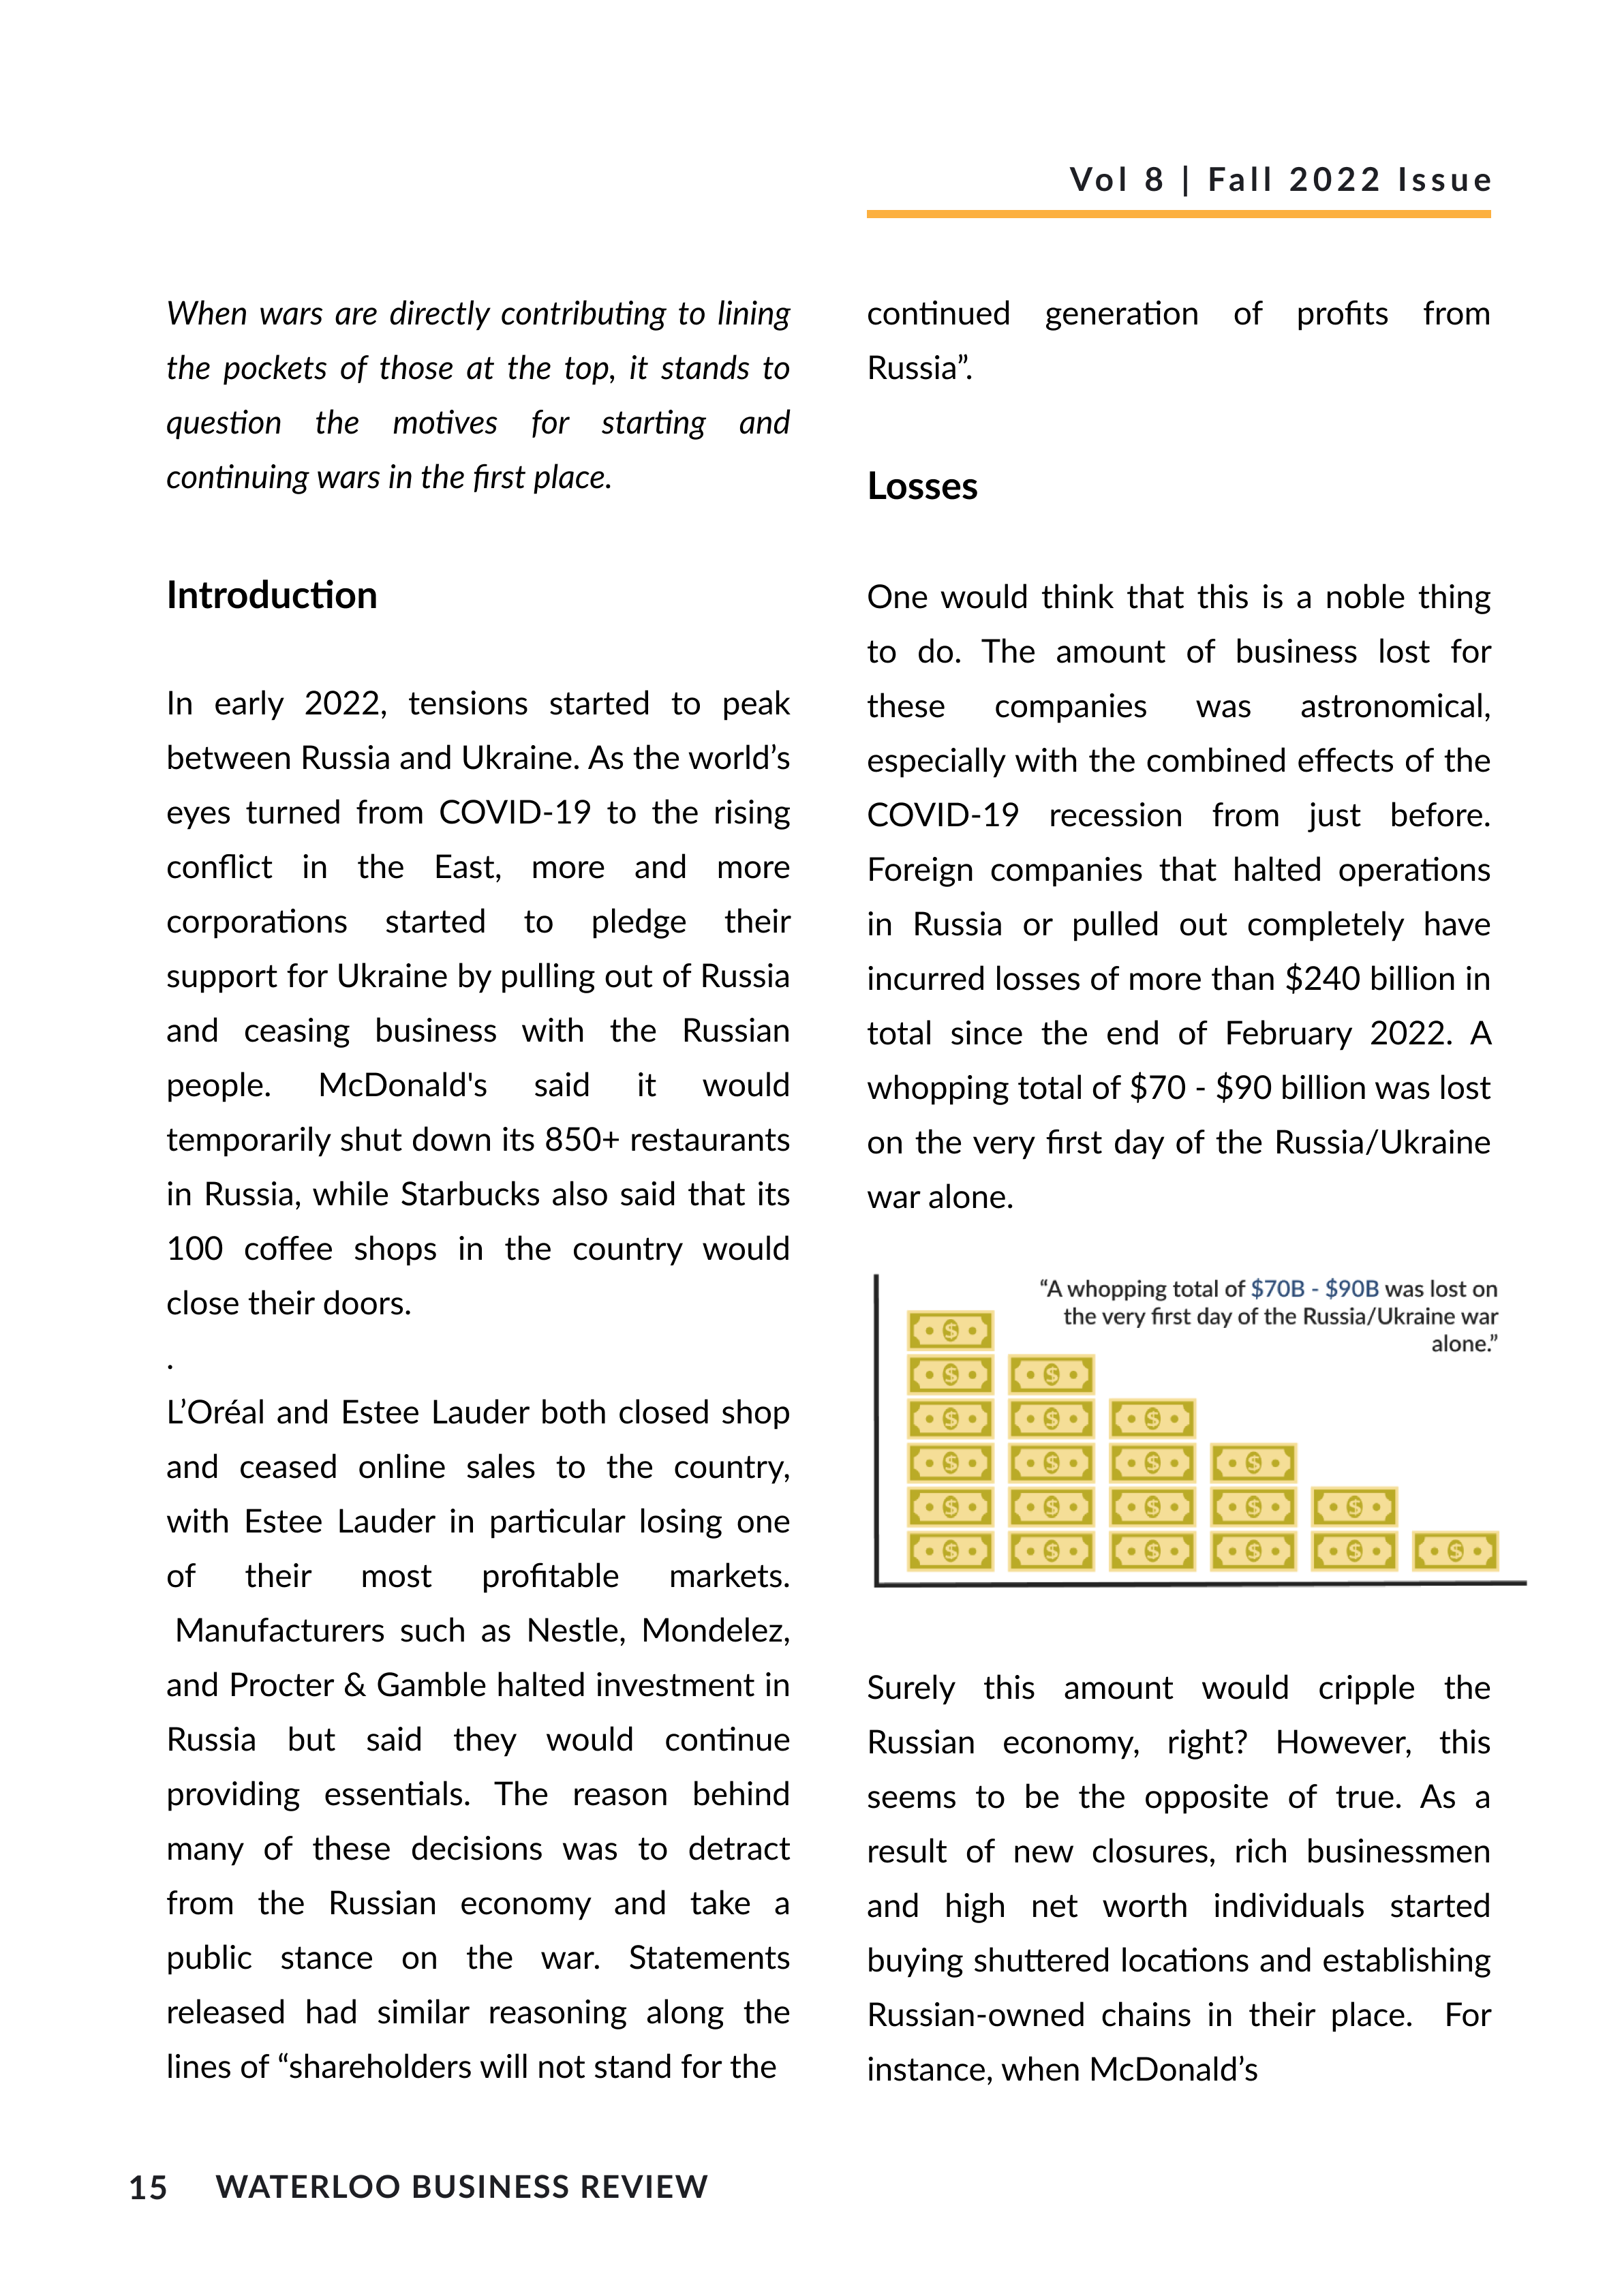 Vol 8 | Fall 2022 Issue
When wars are directly contributing to lining
the pockets of those at the top, it stands to
question the motives for starting and
continuing wars in the first place.
Introduction
In early 2022, tensions started to peak
between Russia and Ukraine. As the world’s
eyes turned from COVID-19 to the rising
conflict in the East, more and more
corporations started to pledge their
support for Ukraine by pulling out of Russia
and ceasing business with the Russian
people. McDonald's said it would
temporarily shut down its 850+ restaurants
in Russia, while Starbucks also said that its
100 coffee shops in the country would
close their doors.
.
L’Oréal and Estee Lauder both closed shop
and ceased online sales to the country,
with Estee Lauder in particular losing one
of their most profitable markets.
Manufacturers such as Nestle, Mondelez,
and Procter & Gamble halted investment in
Russia but said they would continue
providing essentials. The reason behind
many of these decisions was to detract
from the Russian economy and take a
public stance on the war. Statements
released had similar reasoning along the
lines of “shareholders will not stand for the
continued generation of profits from
Russia”.
Losses
One would think that this is a noble thing
to do. The amount of business lost for
these companies was astronomical,
especially with the combined effects of the
COVID-19 recession from just before.
Foreign companies that halted operations
in Russia or pulled out completely have
incurred losses of more than $240 billion in
total since the end of February 2022. A
whopping total of $70 - $90 billion was lost
on the very first day of the Russia/Ukraine
war alone.
“A whopping total of $70B - $90B was lost on
the very first day of the Russia/Ukraine war
alone.”
Surely this amount would cripple the
Russian economy, right? However, this
seems to be the opposite of true. As a
result of new closures, rich businessmen
and high net worth individuals started
buying shuttered locations and establishing
Russian-owned chains in their place. For
instance, when McDonald’s
15 WATERLOO BUSINESS REVIEW